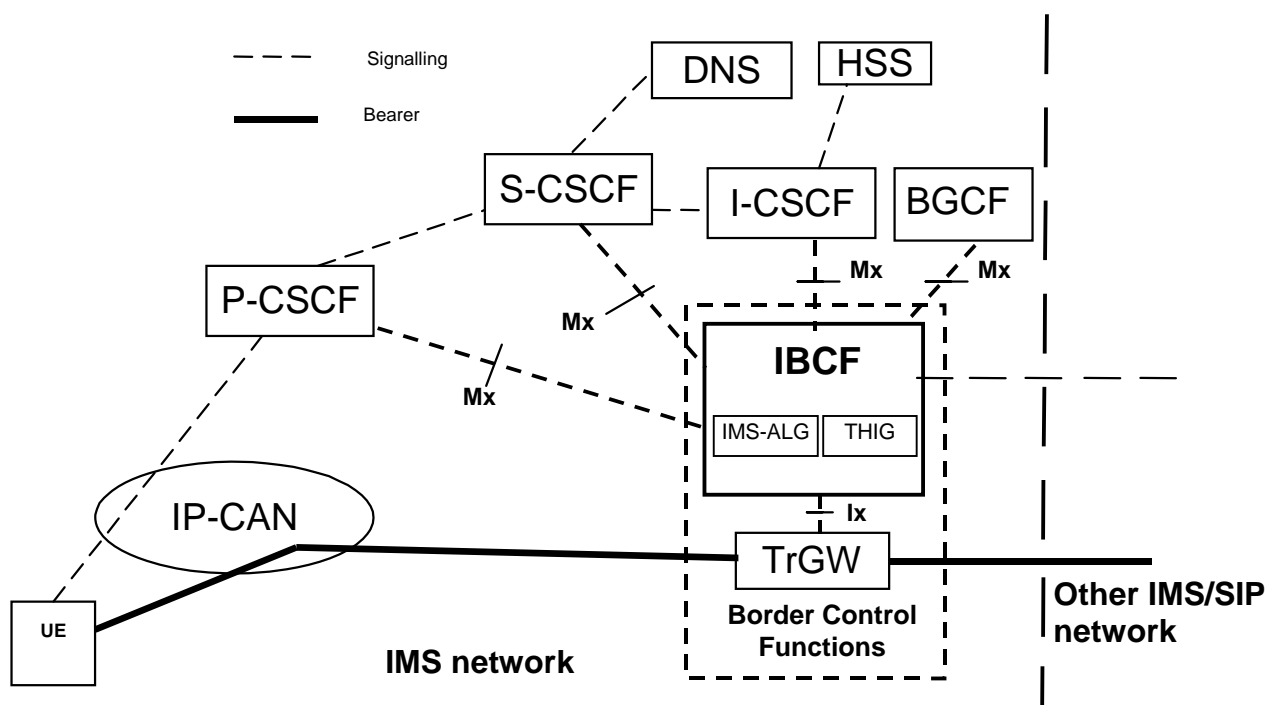 Signalling
Bearer
DNS
HSS
S-CSCF
I-CSCF
BGCF
P-CSCF
Mx
Mx
Mx
Mx
IBCF
IMS-ALG
THIG
IP-CAN
Ix
TrGW
UE
Border Control
Functions
IMS network
Other IMS/SIP
network